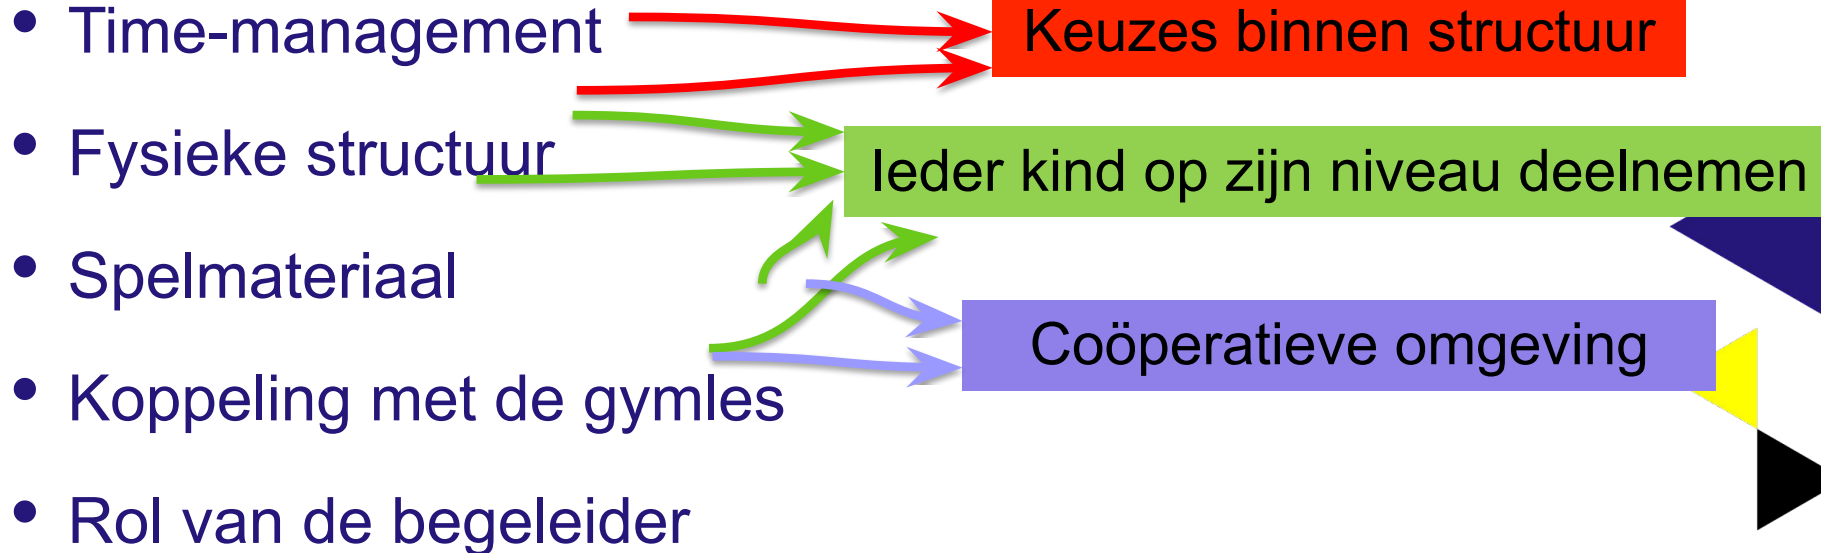 • Time-management
Keuzes binnen structuur
• Fysieke structuur
Ieder kind op zijn niveau deelnemen
• Spelmateriaal
Coöperatieve omgeving
• Koppeling met de gymles
• Rol van de begeleider